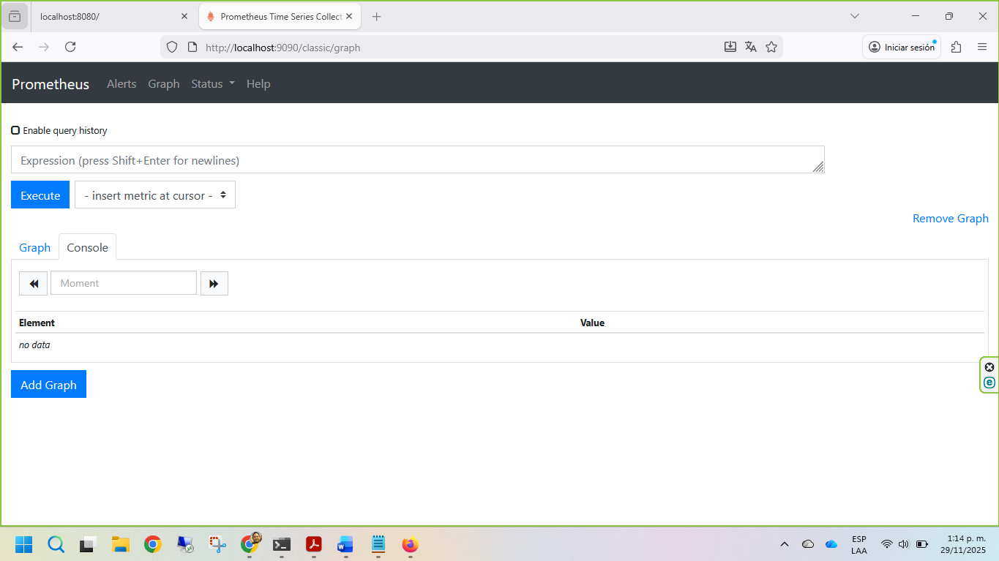 localhost:8080/
Prometheus Time Series Collect
http://localhost:9090/classic/graph
Iniciar sesión
Prometheus Alerts Graph Status Help
Enable query history
Expression (press Shift+Enter for newlines)
Execute - insert metric at cursor -
Remove Graph
Graph Console
Moment
Element Value
no data
Add Graph
ESP
LAA
1:14 p. m.
29/11/2025